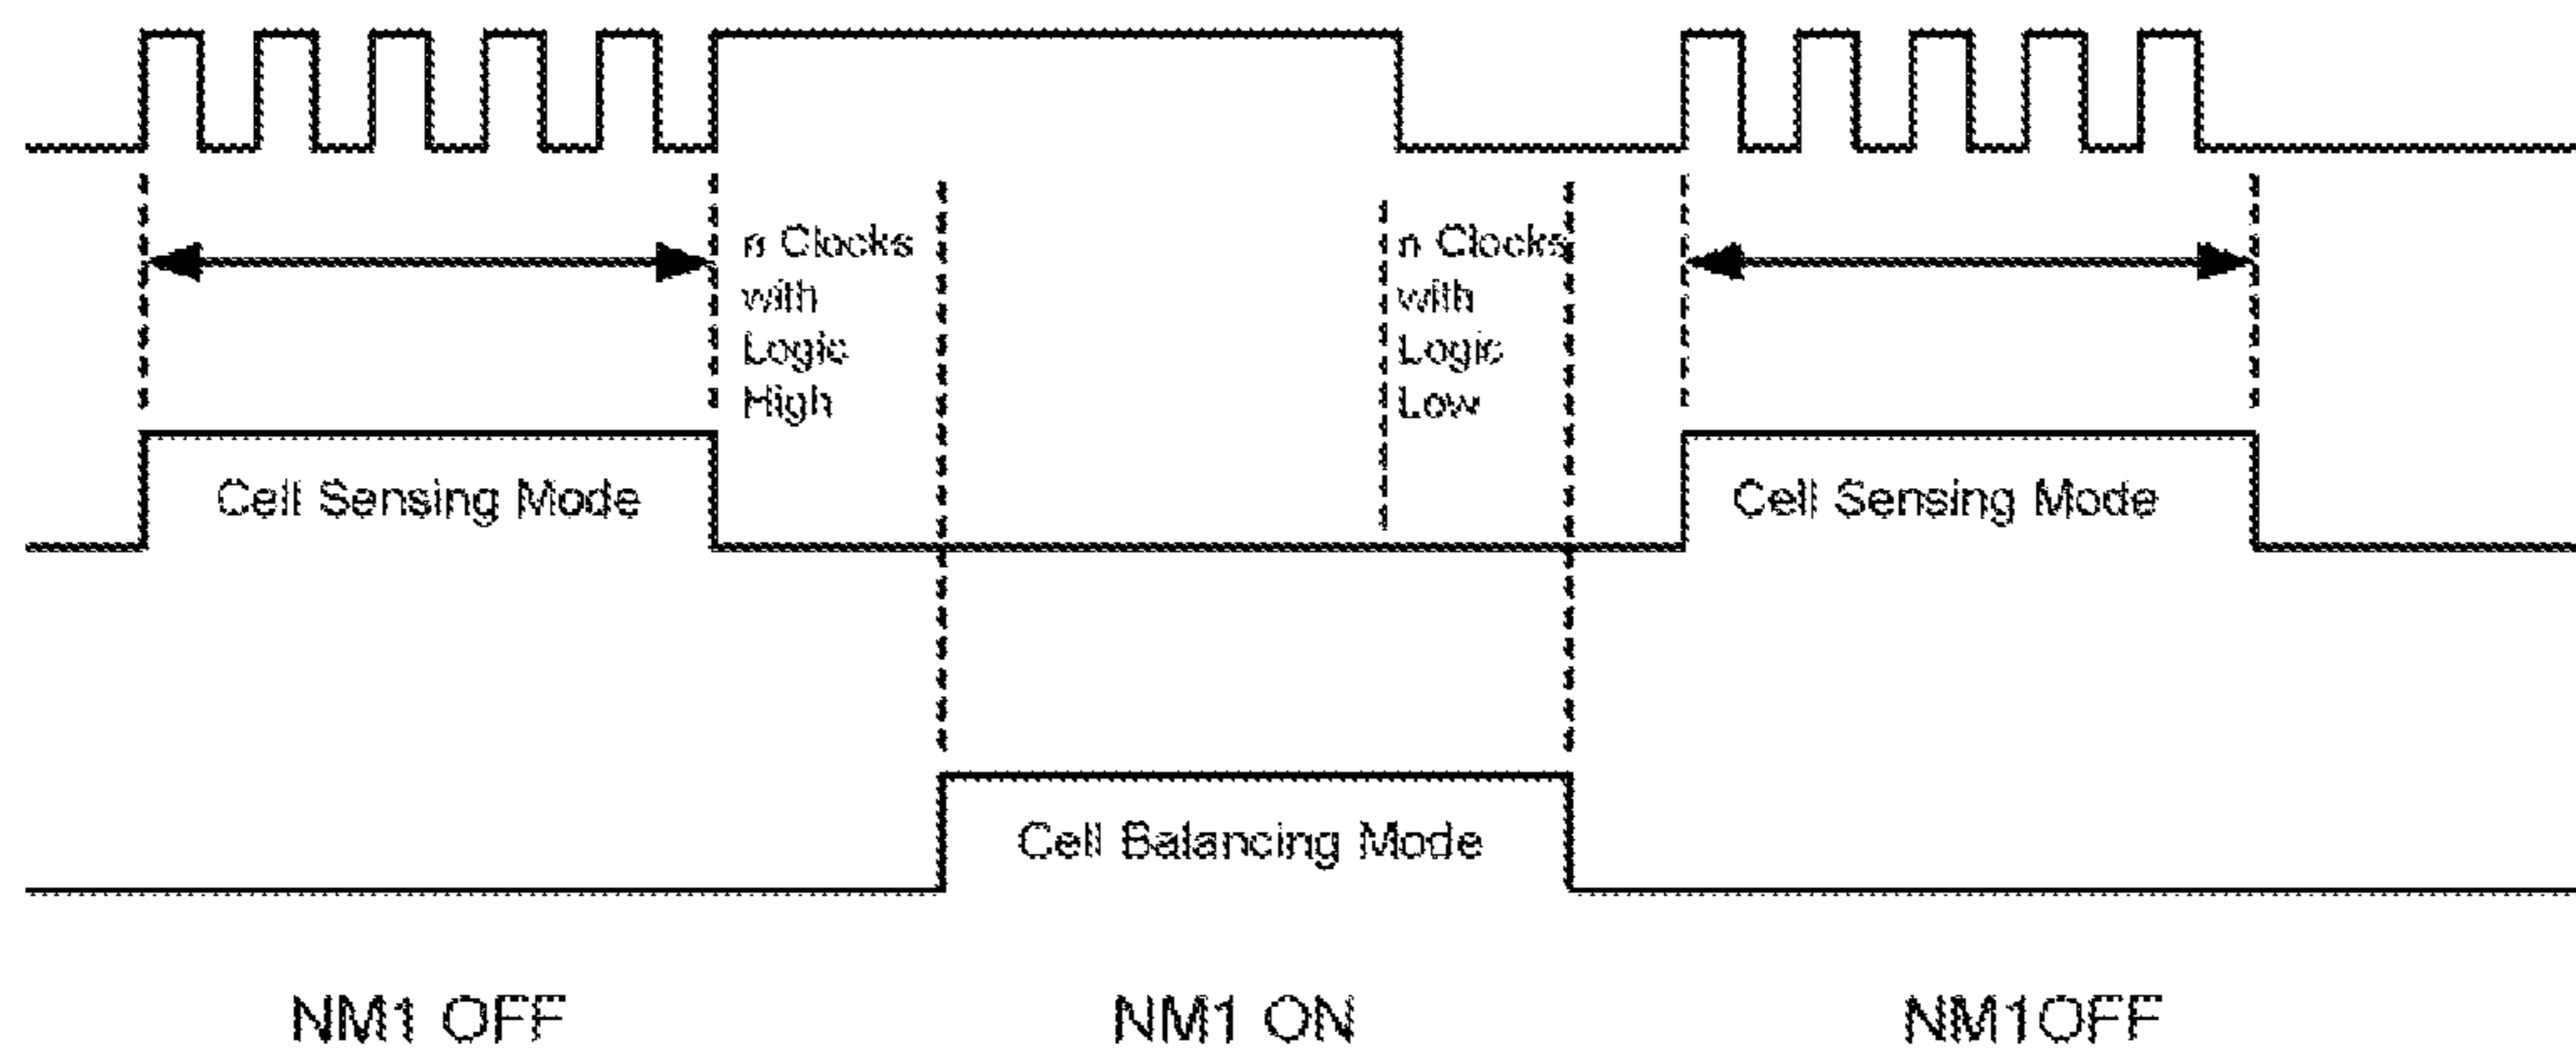 n Clocks
with
Logic
High
n Clocks
with
Logic
Low
Cell Sensing Mode
Cell Sensing Mode
Cell Balancing Mode
NM1 OFF
NM1 ON
NM1OFF